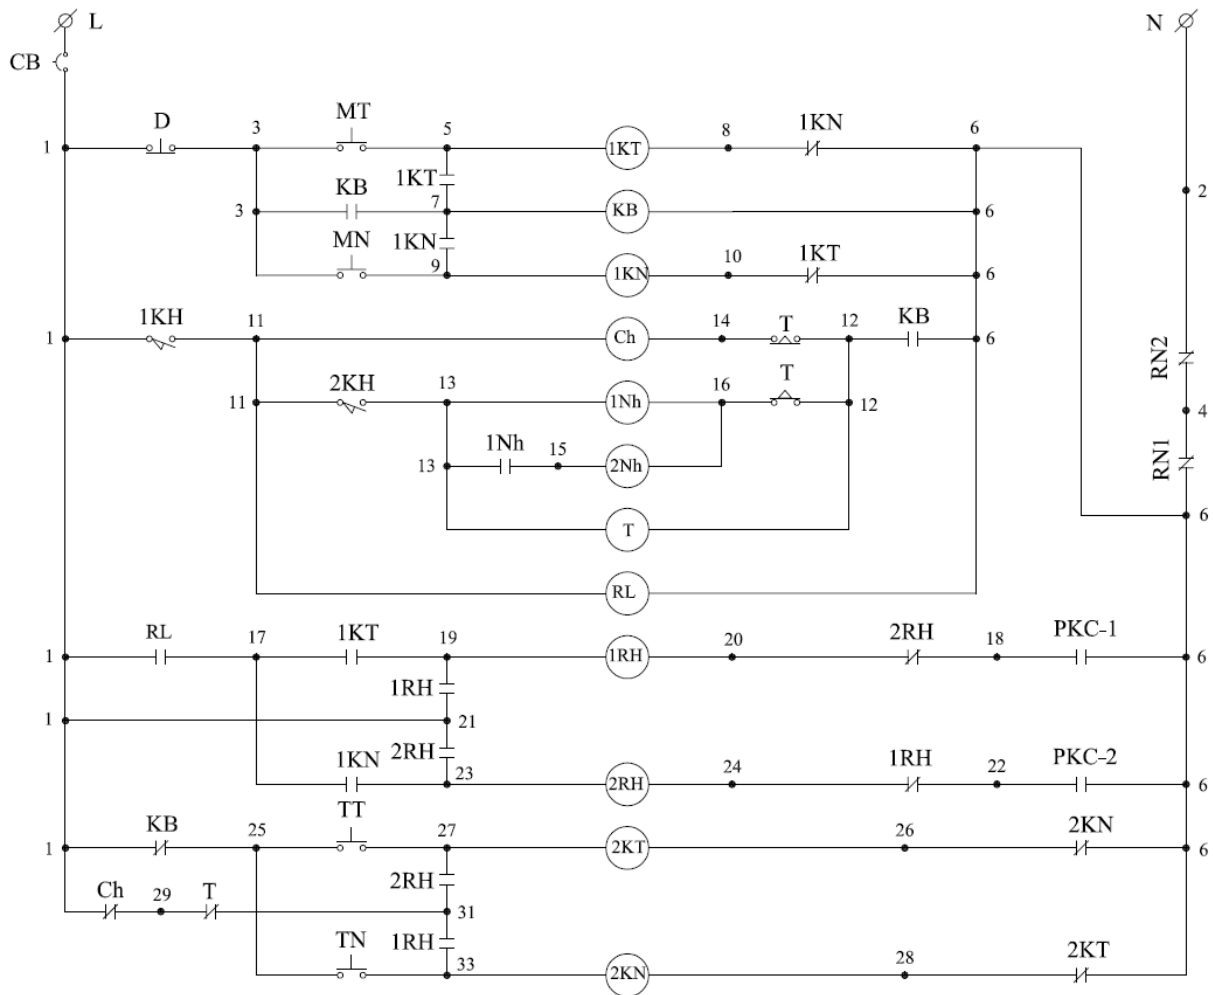 L N
CB
D 3 MT 5 8 1KN 6
1 1KT
1KT
2
KB
3 7 KB 6
MN 1KN
9 1KN 10 1KT 6
1KH 11 14 T 12 KB
1 Ch 6
RN2
2KH 13 16 T
11 1Nh 12
4
1Nh 15
13 2Nh
RN1
6
T
RL
RL 17 1KT 19 20 2RH 18 PKC-1
1 1RH 6
1RH
1 21
2RH
1KN 23 24 1RH 22 PKC-2
2RH 6
KB 25 TT 27 26 2KN
1 2KT 6
2RH
Ch 29 T
31
1RH
TN 33 28 2KT
2KN